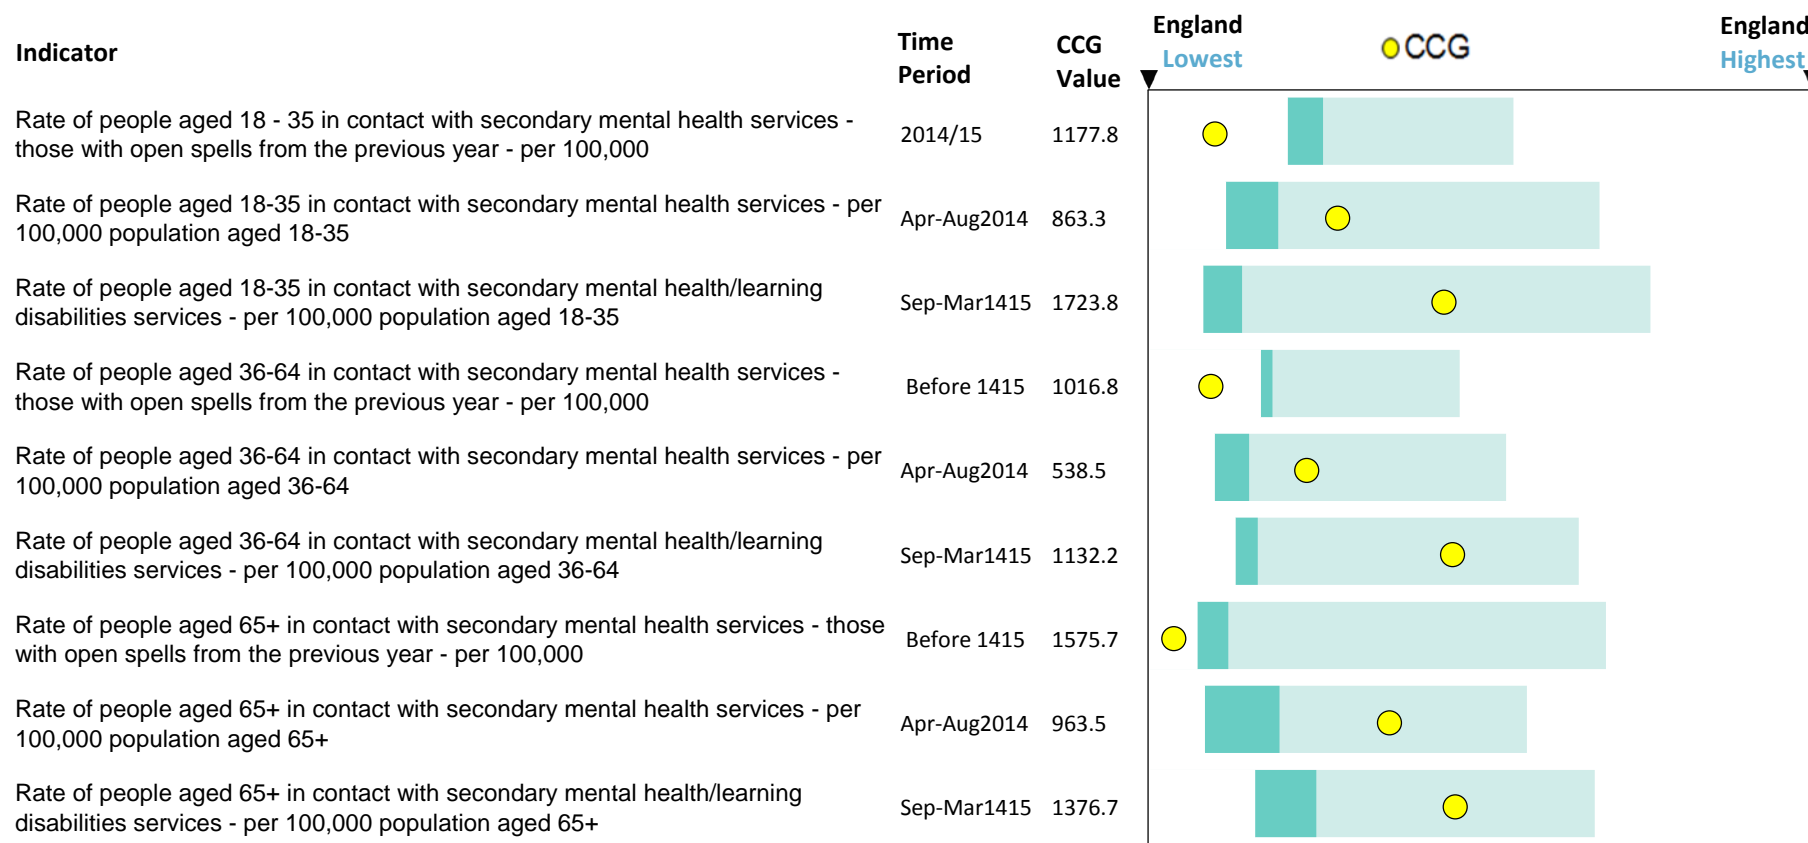 Indicator
Time
Period
CCG
Value
England
Lowest
CCG
England
Highest
Rate of people aged 18 - 35 in contact with secondary mental health services -
those with open spells from the previous year - per 100,000
2014/15
1177.8
Rate of people aged 18-35 in contact with secondary mental health services - per
100,000 population aged 18-35
Apr-Aug2014
863.3
Rate of people aged 18-35 in contact with secondary mental health/learning
disabilities services - per 100,000 population aged 18-35
Sep-Mar1415
1723.8
Rate of people aged 36-64 in contact with secondary mental health services -
those with open spells from the previous year - per 100,000
Before 1415
1016.8
Rate of people aged 36-64 in contact with secondary mental health services - per
100,000 population aged 36-64
Apr-Aug2014
538.5
Rate of people aged 36-64 in contact with secondary mental health/learning
disabilities services - per 100,000 population aged 36-64
Sep-Mar1415
1132.2
Rate of people aged 65+ in contact with secondary mental health services - those
with open spells from the previous year - per 100,000
Before 1415
1575.7
Rate of people aged 65+ in contact with secondary mental health services - per
100,000 population aged 65+
Apr-Aug2014
963.5
Rate of people aged 65+ in contact with secondary mental health/learning
disabilities services - per 100,000 population aged 65+
Sep-Mar1415
1376.7